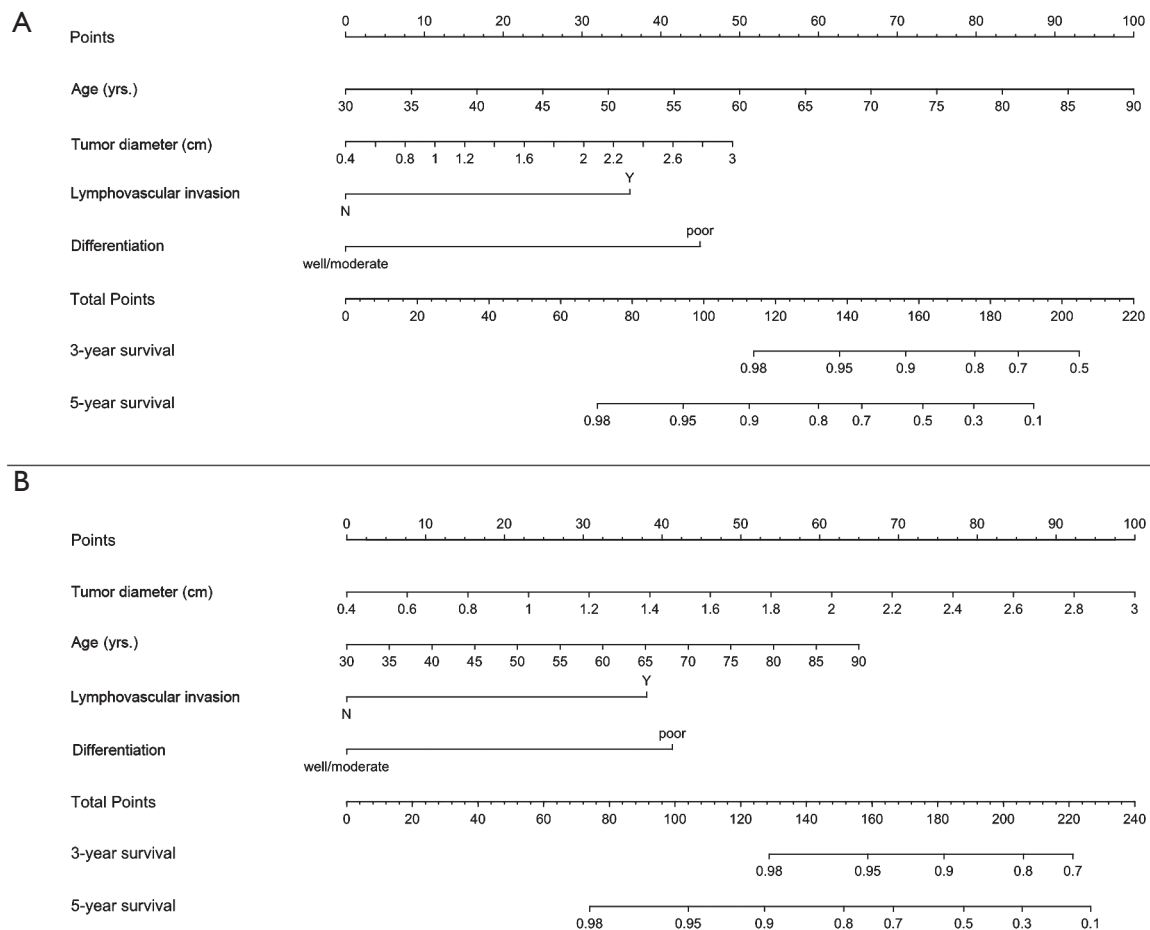 A
0 10 20 30 40 50 60 70 80 90 100
Points
Age (yrs.)
30 35 40 45 50 55 60 65 70 75 80 85 90
Tumor diameter (cm)
0.4 0.8 1 1.2 1.6 2 2.2 2.6 3
Y
Lymphovascular invasion
N
poor
Differentiation
well/moderate
Total Points
0 20 40 60 80 100 120 140 160 180 200 220
3-year survival
0.98 0.95 0.9 0.8 0.7 0.5
5-year survival
0.98 0.95 0.9 0.8 0.7 0.5 0.3 0.1
B
0 10 20 30 40 50 60 70 80 90 100
Points
Tumor diameter (cm)
0.4 0.6 0.8 1 1.2 1.4 1.6 1.8 2 2.2 2.4 2.6 2.8 3
Age (yrs.)
30 35 40 45 50 55 60 65 70 75 80 85 90
Y
Lymphovascular invasion
N
poor
Differentiation
well/moderate
Total Points
0 20 40 60 80 100 120 140 160 180 200 220 240
3-year survival
0.98 0.95 0.9 0.8 0.7
5-year survival
0.98 0.95 0.9 0.8 0.7 0.5 0.3 0.1